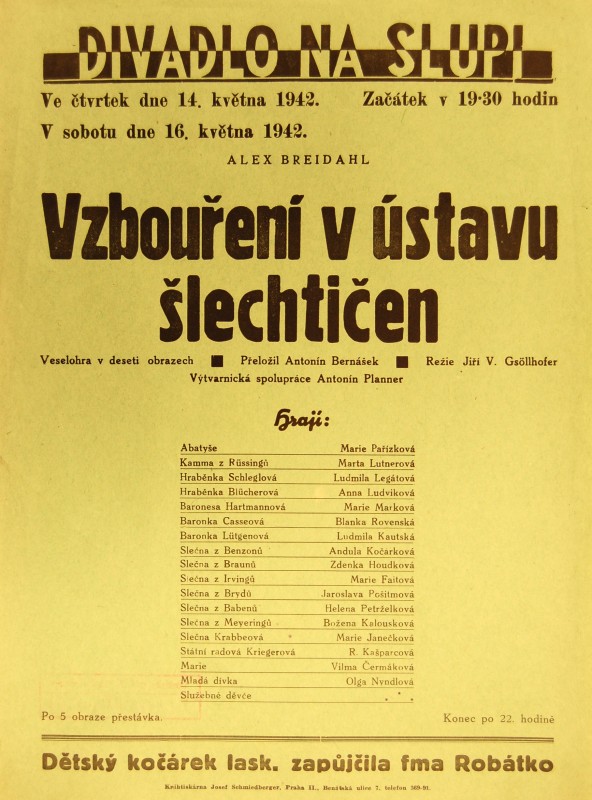 DIVADLO NA SLUPI
Ve čtvrtek dne 14. května 1942. Začátek v 19·30 hodin
V sobotu dne 16. května 1942.
ALEX BREIDAHL
Vzbouření v ústavu
šlechtičen
Veselohra v deseti obrazech ■ Přeložil Antonín Bernášek ■ Režie Jiří V. Gsöllhofer
Výtvarnická spolupráce Antonín Planner
Hrají:
Abatyše Marie Pařízková
Kamma z Rüssingů Marta Lutnerová
Hraběnka Schleglová Ludmila Legátová
Hraběnka Blücherová Anna Ludvíková
Baronesa Hartmannová Marie Marková
Baronka Casseová Blanka Rovenská
Baronka Lütgenová Ludmila Kautská
Slečna z Benzonů Andula Kočárková
Slečna z Braunů Zdenka Houdková
Slečna z Irvingů Marie Faitová
Slečna z Brydů Jaroslava Pošitmová
Slečna z Babenů Helena Petrželková
Slečna z Meyeringů Božena Kalousková
Slečna Krabbeová Marie Janečková
Státní radová Kriegerová R. Kašparcová
Marie Vilma Čermáková
Mladá dívka Olga Nyndlová
Služebné děvče * * *
Po 5 obraze přestávka. Konec po 22. hodině
Dětský kočárek lask. zapůjčila fma Robátko
Knihtiskárna Josef Schmiedberger, Praha II., Benátská ulice 7. telefon 369-91.